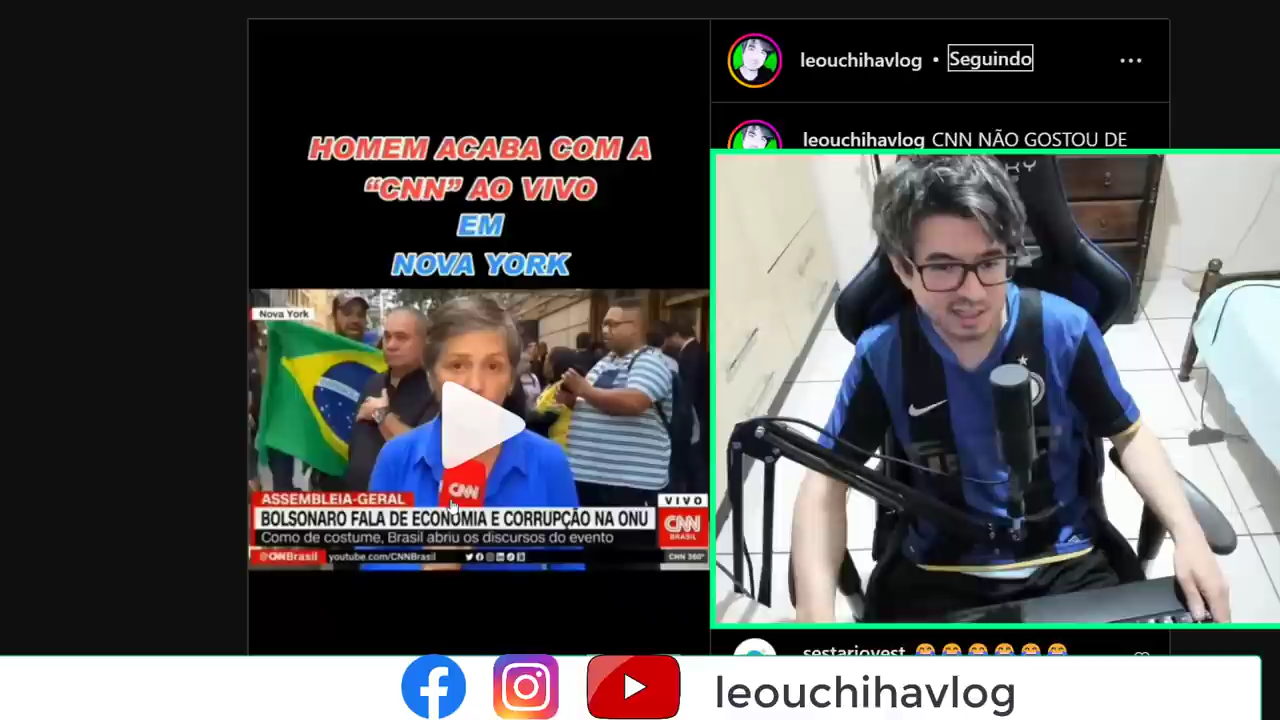 leouchihavlog • Seguindo
leouchihavlog CNN NÃO GOSTOU DE
HOMEM ACABA COM A
“CNN” AO VIVO
EM
NOVA YORK
Nova York
CNN
ASSEMBLEIA-GERAL
VIVO
BOLSONARO FALA DE ECONOMIA E CORRUPÇÃO NA ONU
CNN
BRASIL
Como de costume, Brasil abriu os discursos do evento
@CNNBrasil youtube.com/CNNBrasil
CNN 360°
sestariovest
leouchihavlog